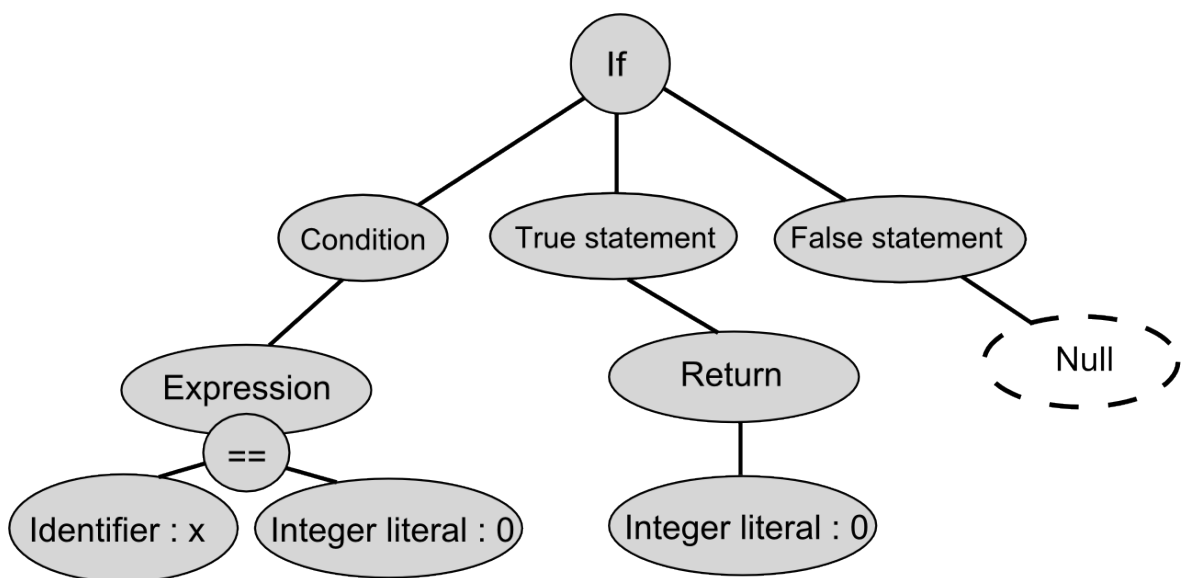 If
Condition
True statement
False statement
Null
Expression
Return
==
Identifier : x
Integer literal : 0
Integer literal : 0